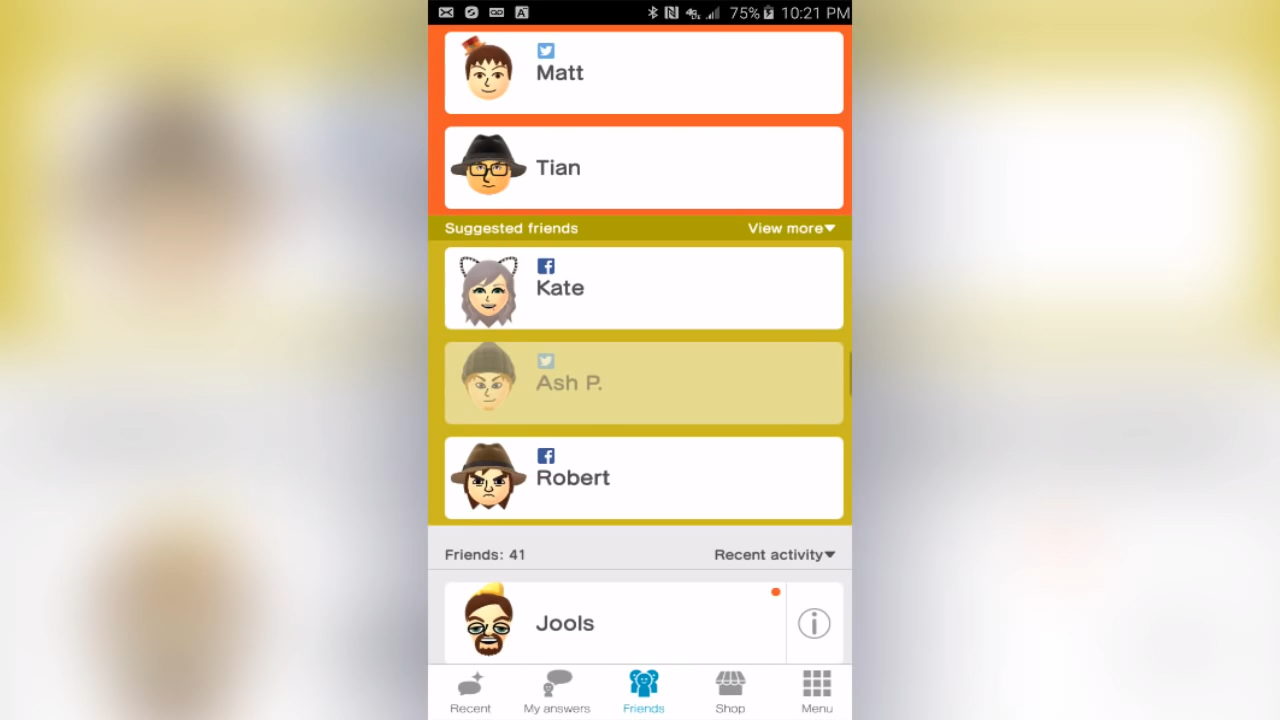 75% 10:21 PM
Matt
Tian
Suggested friends View more▼
Kate
Ash P.
Robert
Friends: 41 Recent activity▼
Jools
Recent My answers Friends Shop Menu